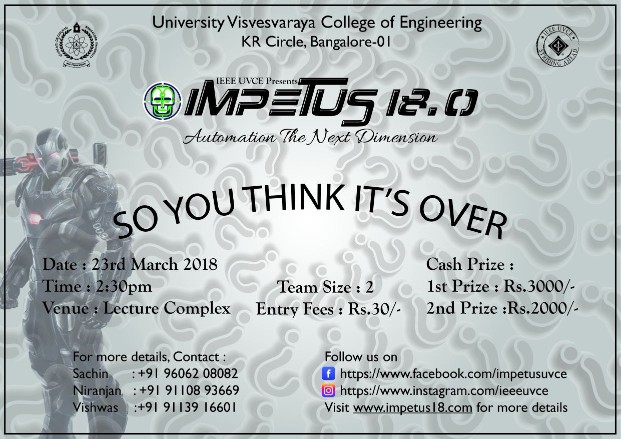 University Visvesvaraya College of Engineering
KR Circle, Bangalore-01
IEEE UVCE Presents
IMPETUS 18.0
Automation The Next Dimension
SO YOU THINK IT'S OVER
Date : 23rd March 2018
Time : 2:30pm
Venue : Lecture Complex
Team Size : 2
Entry Fees : Rs.30/-
Cash Prize :
1st Prize : Rs.3000/-
2nd Prize :Rs.2000/-
For more details, Contact :
Sachin : +91 96062 08082
Niranjan : +91 91108 93669
Vishwas : +91 91139 16601
Follow us on
https://www.facebook.com/impetusuvce
https://www.instagram.com/ieeeuvce
Visit www.impetus18.com for more details